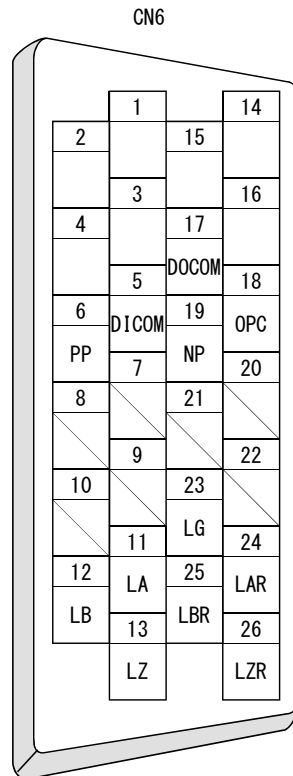 CN6
1 14
2 15
3 16
4 17
DOCOM
5 18
6 DICOM 19 OPC
PP NP
7 20
8 21
9 22
10 23
LG
11 24
12 LA 25 LAR
LB LBR
13 26
LZ LZR